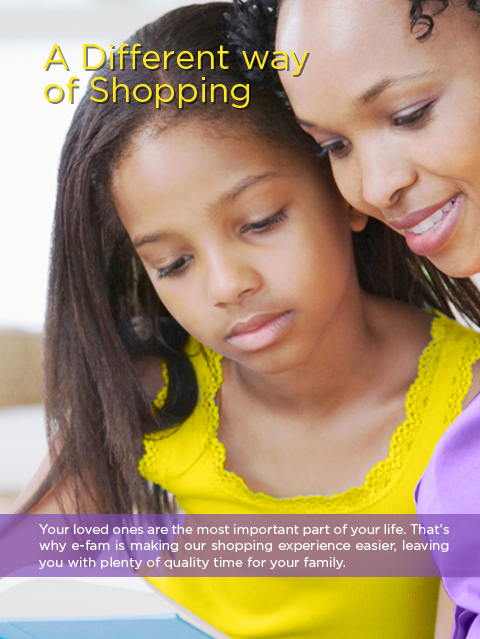 A Different way
of Shopping
Your loved ones are the most important part of your life. That's
why e-fam is making our shopping experience easier, leaving
you with plenty of quality time for your family.